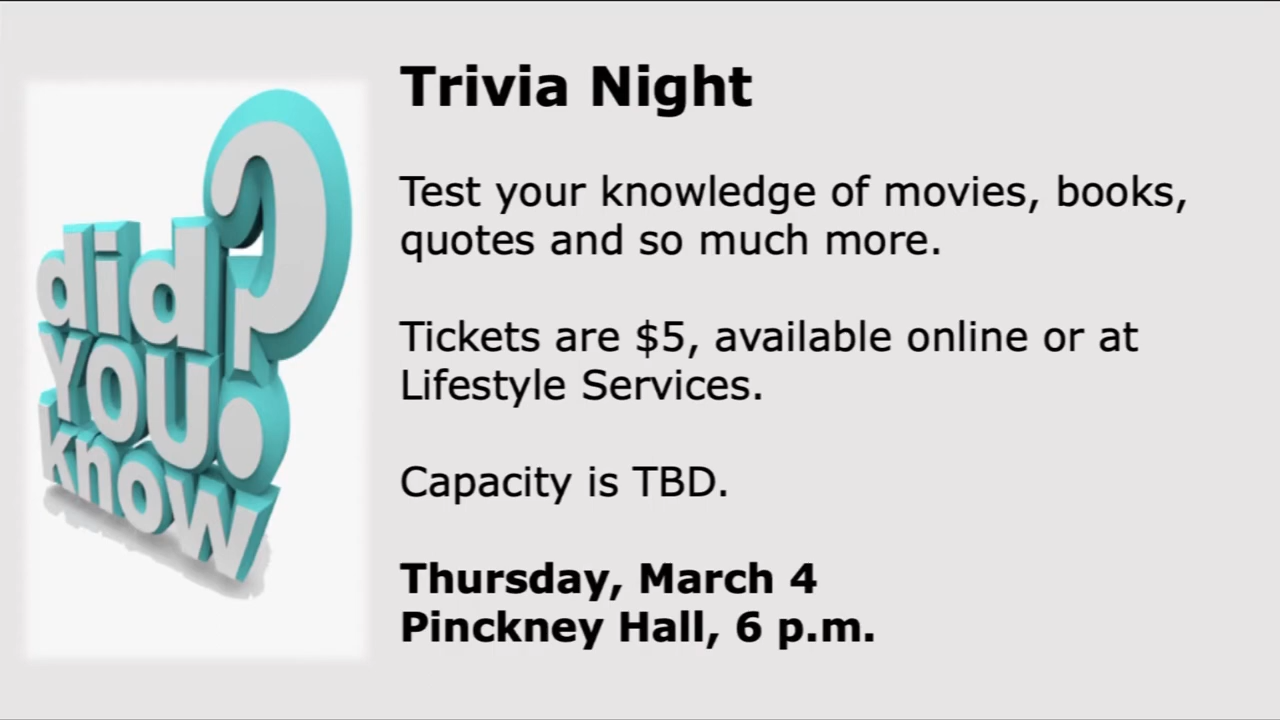 did
YOU
know
?
Trivia Night
Test your knowledge of movies, books,
quotes and so much more.
Tickets are $5, available online or at
Lifestyle Services.
Capacity is TBD.
Thursday, March 4
Pinckney Hall, 6 p.m.